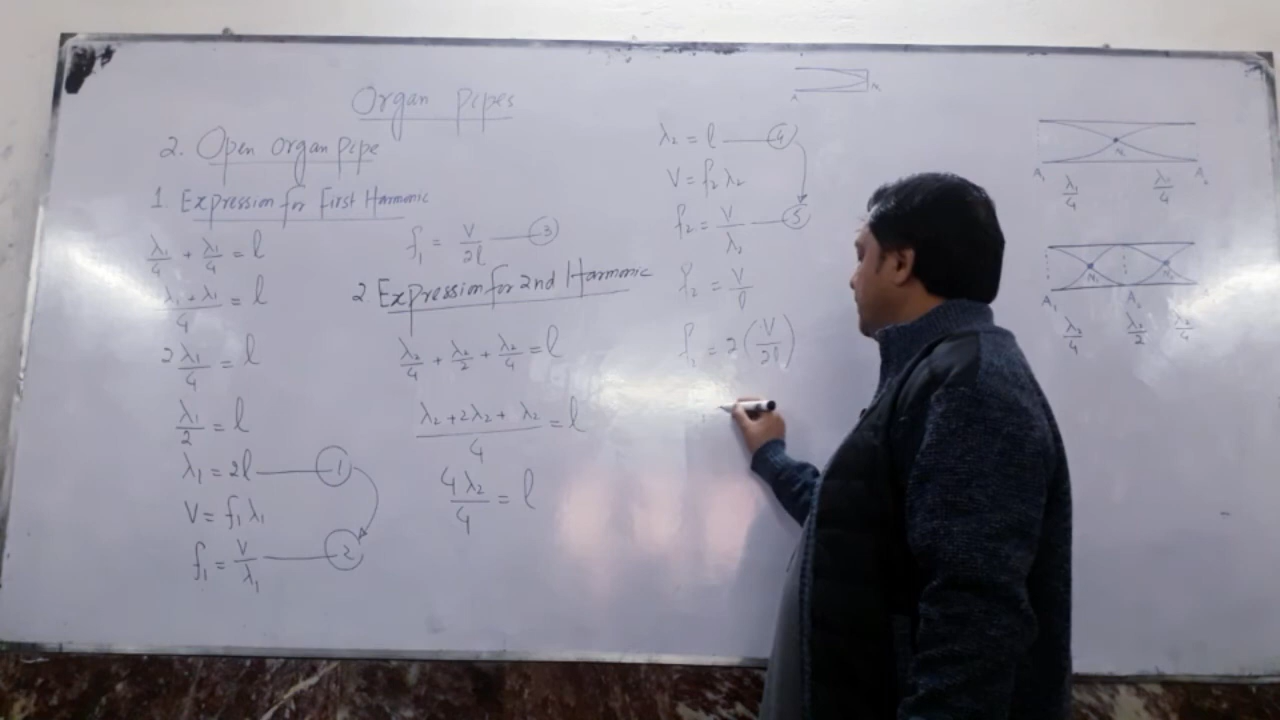 Organ Pipes
2. Open Organ Pipe
1. Expression for First Harmonic
λ₁/4 + λ₁/4 = l
λ₁+λ₁/4 = l
2λ₁/4 = l
λ₁/2 = l
λ₁ = 2l — 1
V = f₁λ₁
f₁ = V/λ₁ — 2
f₁ = V/2l — 3
2 Expression for 2nd Harmonic
λ₂/4 + λ₂/2 + λ₂/4 = l
λ₂+2λ₂+λ₂/4 = l
4λ₂/4 = l
λ₂ = l — 4
V = f₂λ₂
f₂ = V/λ₂ — 5
f₂ = V/l
= 2(V/2l)
A
A₁
λ₁/4 λ₁/4
A₁ A₂
λ₂/4 λ₂/2 λ₂/4